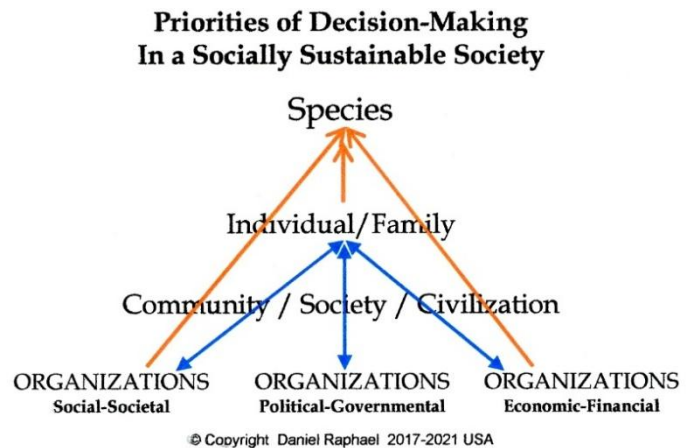 Priorities of Decision-Making
In a Socially Sustainable Society
Species
Individual/Family
Community / Society / Civilization
ORGANIZATIONS ORGANIZATIONS ORGANIZATIONS
Social-Societal Political-Governmental Economic-Financial
© Copyright Daniel Raphael 2017-2021 USA